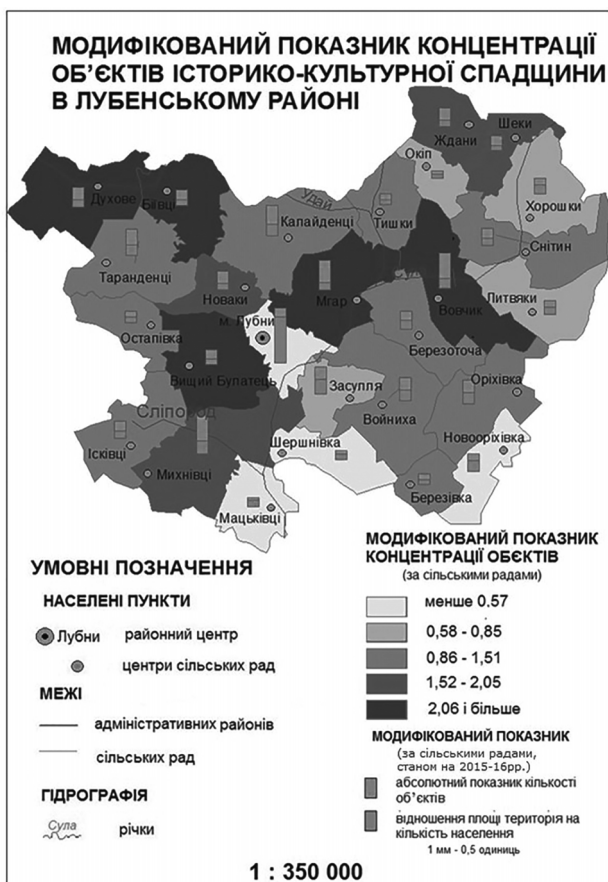 МОДИФІКОВАНИЙ ПОКАЗНИК КОНЦЕНТРАЦІЇ
ОБ’ЄКТІВ ІСТОРИКО-КУЛЬТУРНОЇ СПАДЩИНИ
В ЛУБЕНСЬКОМУ РАЙОНІ
Шеки
Ждани
Окіп
Духове
Біївці
Удай
Хорошки
Калайденці
Тишки
Снітин
Таранденці
Новаки
Мгар
Вовчик
Литвяки
м. Лубни
Остапівка
Березоточа
Вищий Булатець
Засулля
Оріхівка
Сліпород
Войниха
Шершнівка
Новооріхівка
Ісківці
Михнівці
Березівка
Мацьківці
УМОВНІ ПОЗНАЧЕННЯ
НАСЕЛЕНІ ПУНКТИ
Лубни районний центр
центри сільських рад
МЕЖІ
адміністративних районів
сільських рад
ГІДРОГРАФІЯ
Сула річки
МОДИФІКОВАНИЙ ПОКАЗНИК
КОНЦЕНТРАЦІЇ ОБЄКТІВ
(за сільськими радами)
менше 0.57
0,58 - 0,85
0,86 - 1,51
1,52 - 2,05
2,06 і більше
МОДИФІКОВАНИЙ ПОКАЗНИК
(за сільськими радами,
станом на 2015-16рр.)
абсолютний показник кількості
об’єктів
відношення площі територія на
кількість населення
1 мм - 0,5 одиниць
1 : 350 000